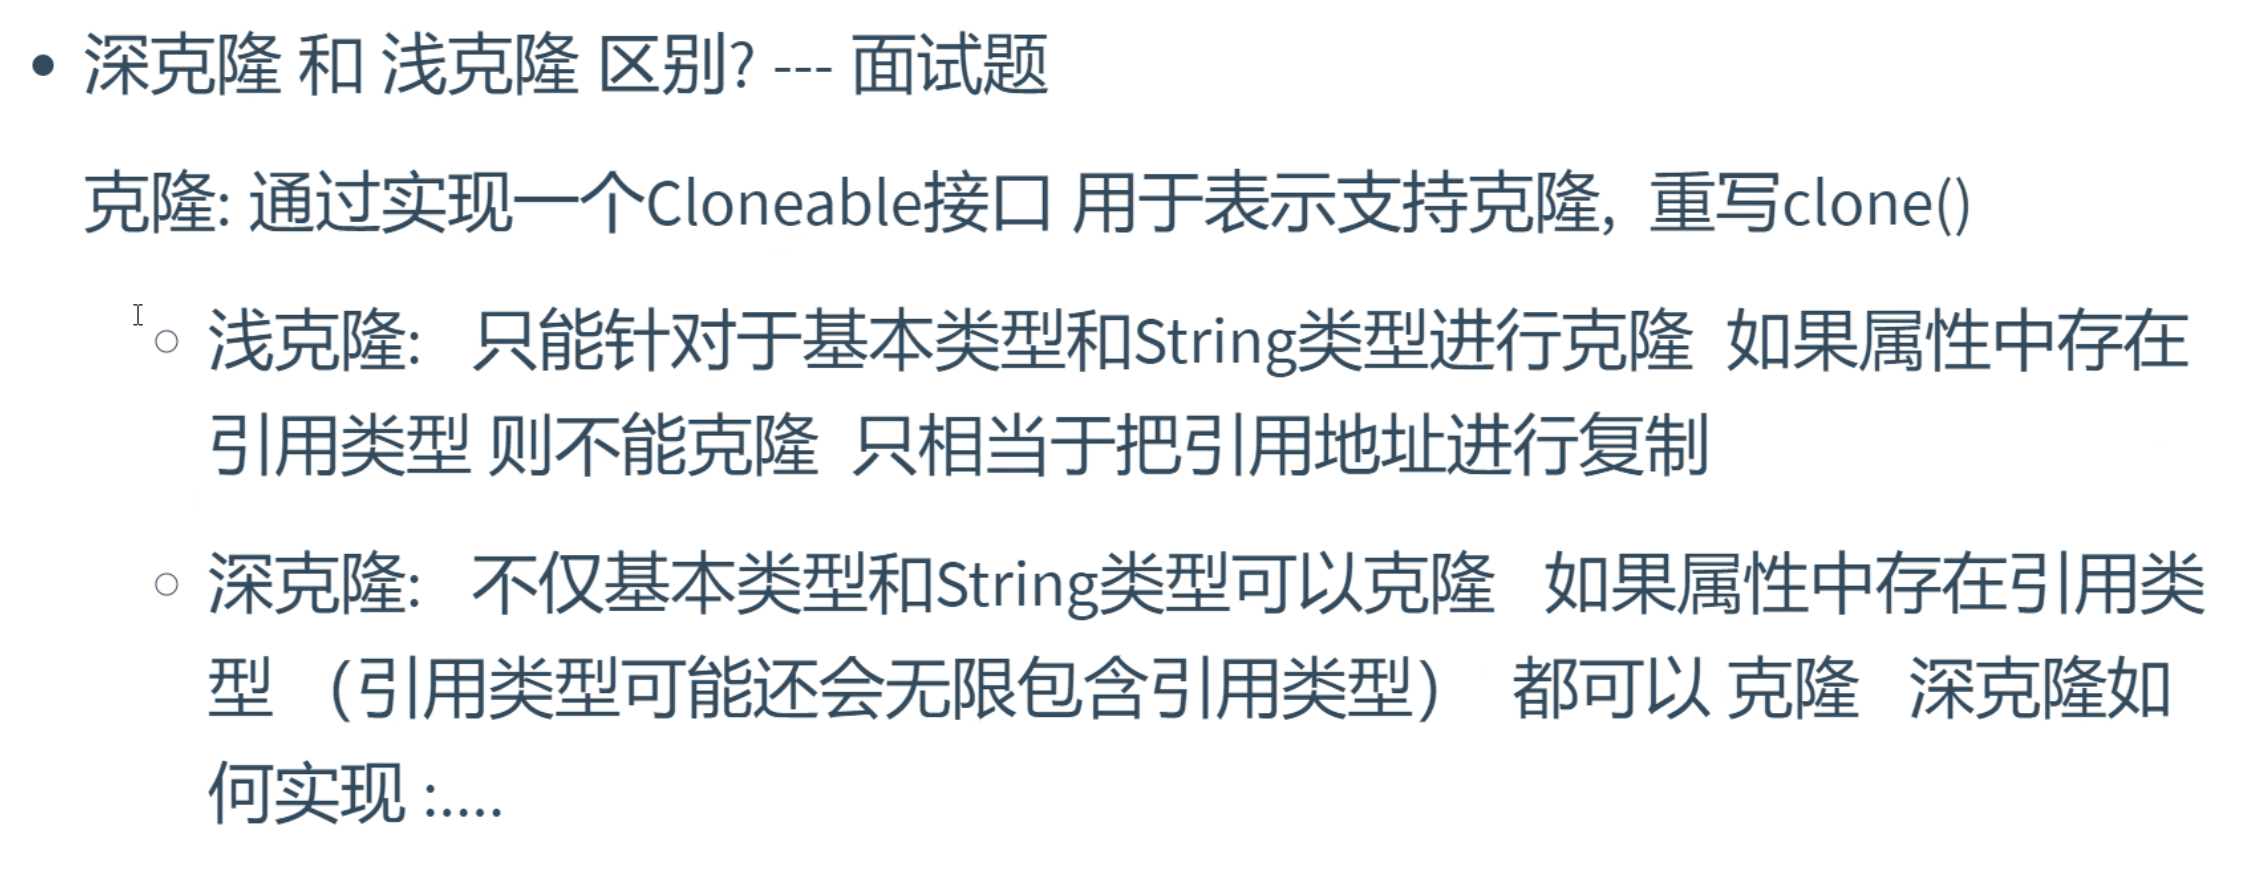 深克隆 和 浅克隆 区别? --- 面试题
克隆: 通过实现一个Cloneable接口 用于表示支持克隆, 重写clone()
浅克隆: 只能针对于基本类型和String类型进行克隆 如果属性中存在
引用类型 则不能克隆 只相当于把引用地址进行复制
深克隆: 不仅基本类型和String类型可以克隆 如果属性中存在引用类
型 （引用类型可能还会无限包含引用类型） 都可以 克隆 深克隆如
何实现 :....